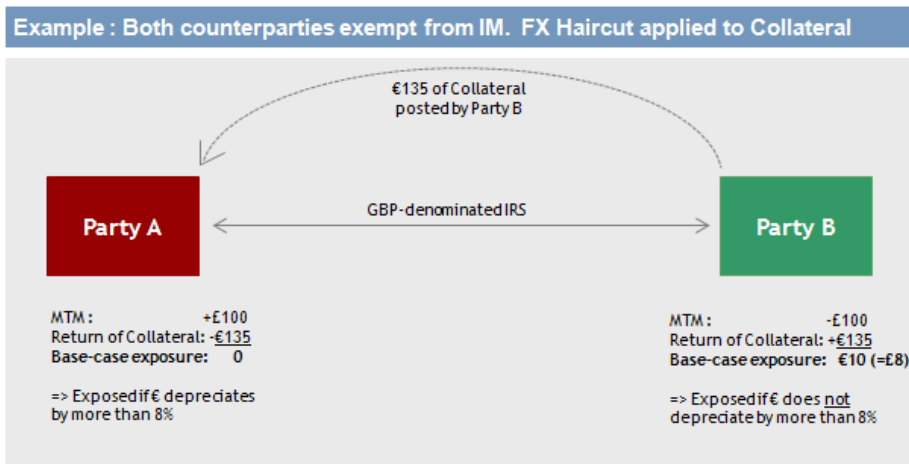 Example : Both counterparties exempt from IM.  FX Haircut applied to Collateral
€135 of Collateral
posted by Party B
Party A
GBP-denominated IRS
Party B
MTM : +£100
Return of Collateral: -€135
Base-case exposure: 0
=> Exposed if € depreciates
by more than 8%
MTM : -£100
Return of Collateral: +€135
Base-case exposure: €10 (=£8)
=> Exposed if € does not
depreciate by more than 8%